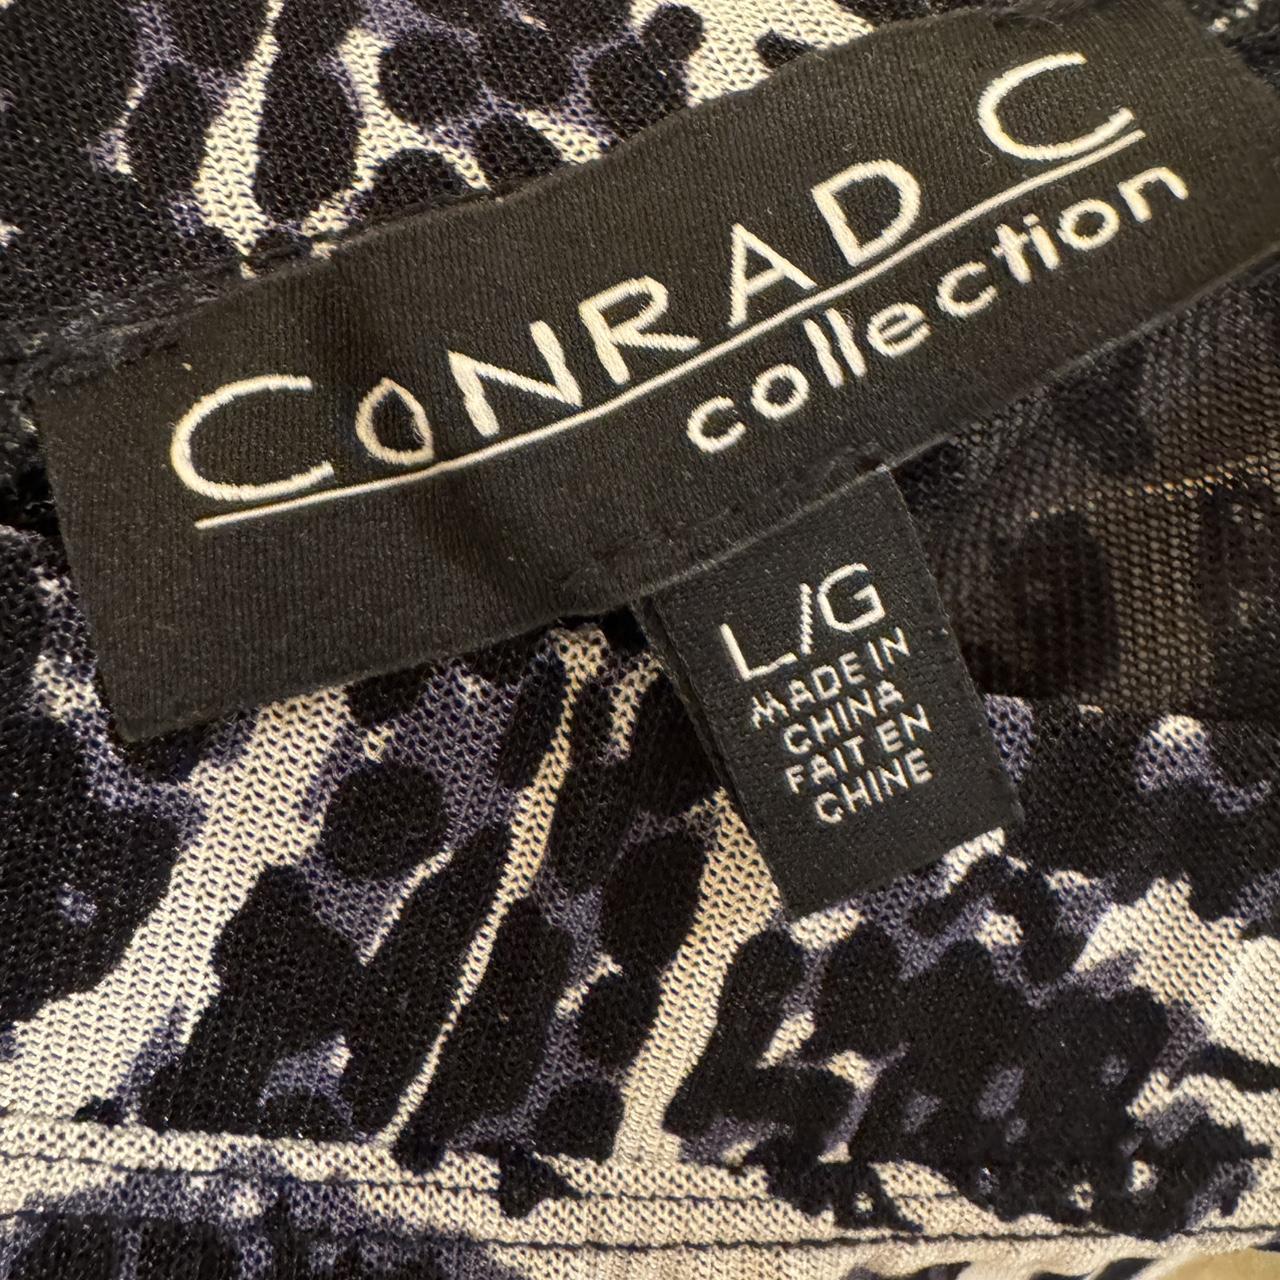 CONRAD C
collection
L/G
MADE IN
CHINA
FAIT EN
CHINE